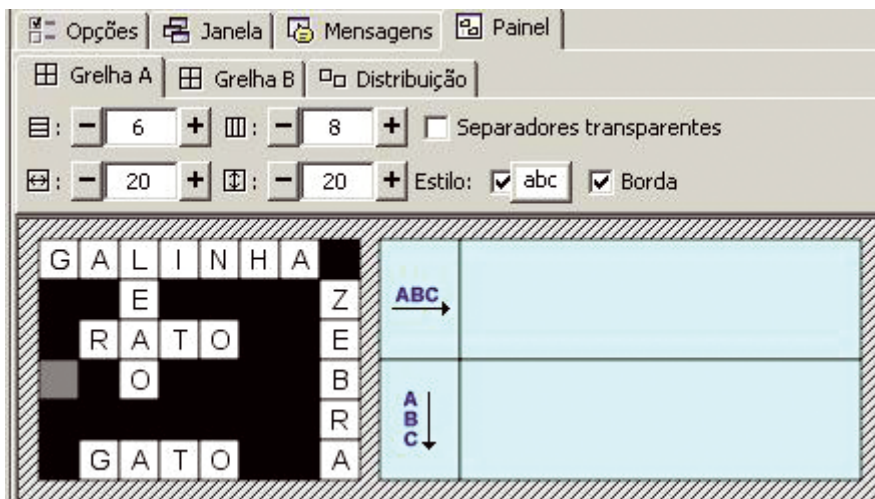 Opções Janela Mensagens Painel
Grelha A Grelha B Distribuição
: − 6 + : − 8 + Separadores transparentes
: − 20 + : − 20 + Estilo: abc Borda
GALINHA
E Z
RATO E
O B
R
GATO A
ABC
A
B
C